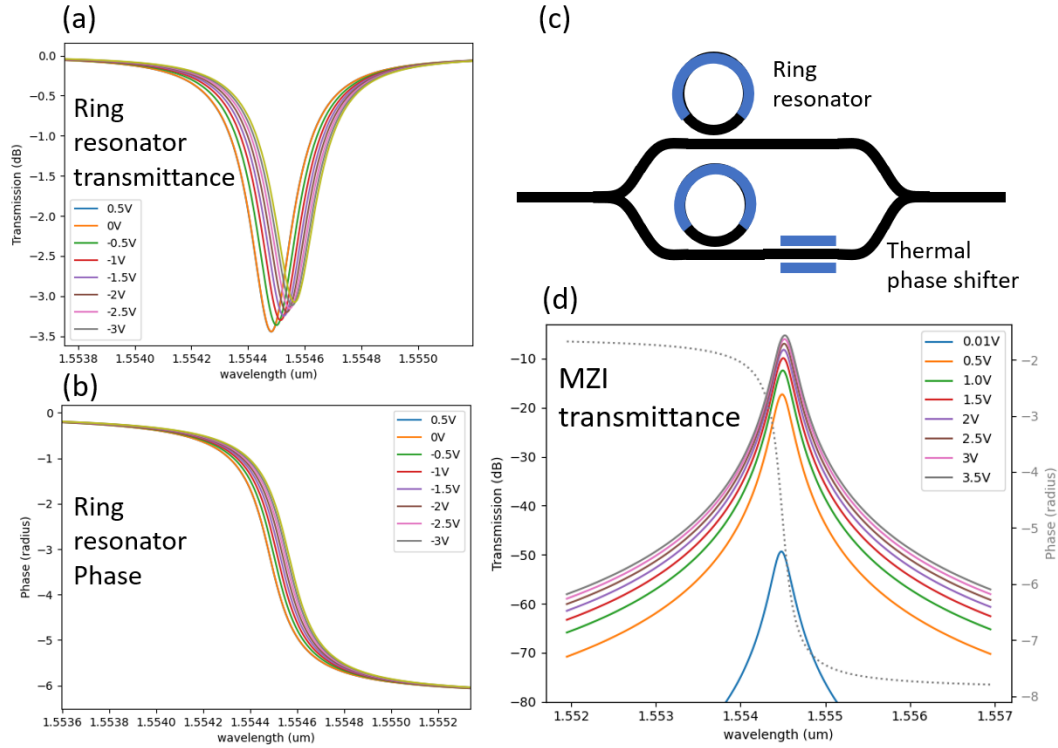 (a)
0.0
−0.5
−1.0
−1.5
−2.0
−2.5
−3.0
−3.5
Transmission (dB)
Ring
resonator
transmittance
0.5V
0V
-0.5V
-1V
-1.5V
-2V
-2.5V
-3V
1.5538 1.5540 1.5542 1.5544 1.5546 1.5548 1.5550
wavelength (um)
(b)
0
−1
−2
−3
−4
−5
−6
Phase (radius)
Ring
resonator
Phase
0.5V
0V
-0.5V
-1V
-1.5V
-2V
-2.5V
-3V
1.5536 1.5538 1.5540 1.5542 1.5544 1.5546 1.5548 1.5550 1.5552
wavelength (um)
(c)
Ring
resonator
Thermal
phase shifter
(d)
−10
−20
−30
−40
−50
−60
−70
−80
Transmission (dB)
MZI
transmittance
0.01V
0.5V
1.0V
1.5V
2V
2.5V
3V
3.5V
−2
−3
−4
−5
−6
−7
−8
Phase (radius)
1.552 1.553 1.554 1.555 1.556 1.557
wavelength (um)